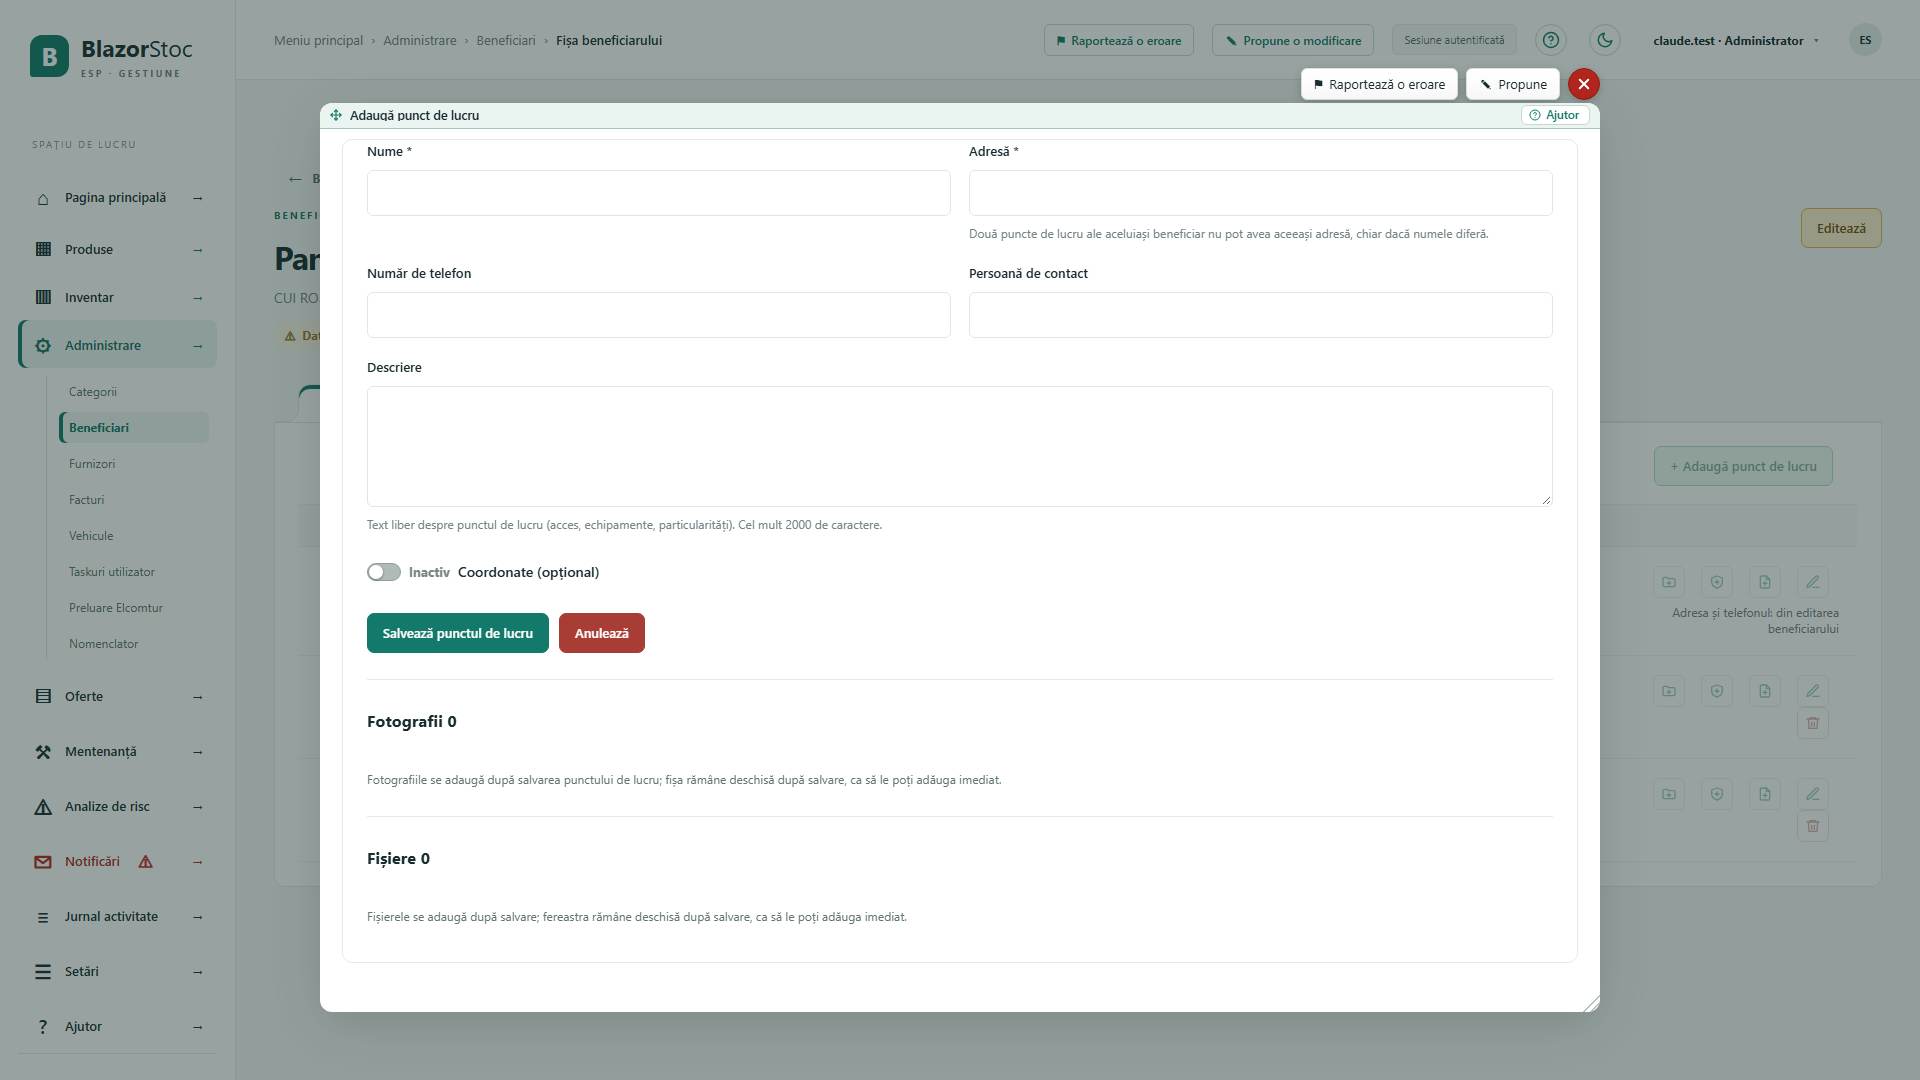 B
BlazorStoc
ESP · GESTIUNE
SPAȚIU DE LUCRU
⌂ Pagina principală →
Produse →
Inventar →
Administrare →
Categorii
Beneficiari
Furnizori
Facturi
Vehicule
Taskuri utilizator
Preluare Elcomtur
Nomenclator
Oferte →
Mentenanță →
Analize de risc →
Notificări →
Jurnal activitate →
Setări →
? Ajutor →
Meniu principal › Administrare › Beneficiari › Fișa beneficiarului
Raportează o eroare
Propune o modificare
Sesiune autentificată
?
claude.test · Administrator
ES
← B
BENEFI
Par
CUI RO
Dat
Editează
+ Adaugă punct de lucru
Adresa și telefonul: din editarea
beneficiarului
Raportează o eroare
Propune
Adaugă punct de lucru
Ajutor
Nume *
Adresă *
Două puncte de lucru ale aceluiași beneficiar nu pot avea aceeași adresă, chiar dacă numele diferă.
Număr de telefon
Persoană de contact
Descriere
Text liber despre punctul de lucru (acces, echipamente, particularități). Cel mult 2000 de caractere.
Inactiv Coordonate (opțional)
Salvează punctul de lucru
Anulează
Fotografii 0
Fotografiile se adaugă după salvarea punctului de lucru; fișa rămâne deschisă după salvare, ca să le poți adăuga imediat.
Fișiere 0
Fișierele se adaugă după salvare; fereastra rămâne deschisă după salvare, ca să le poți adăuga imediat.